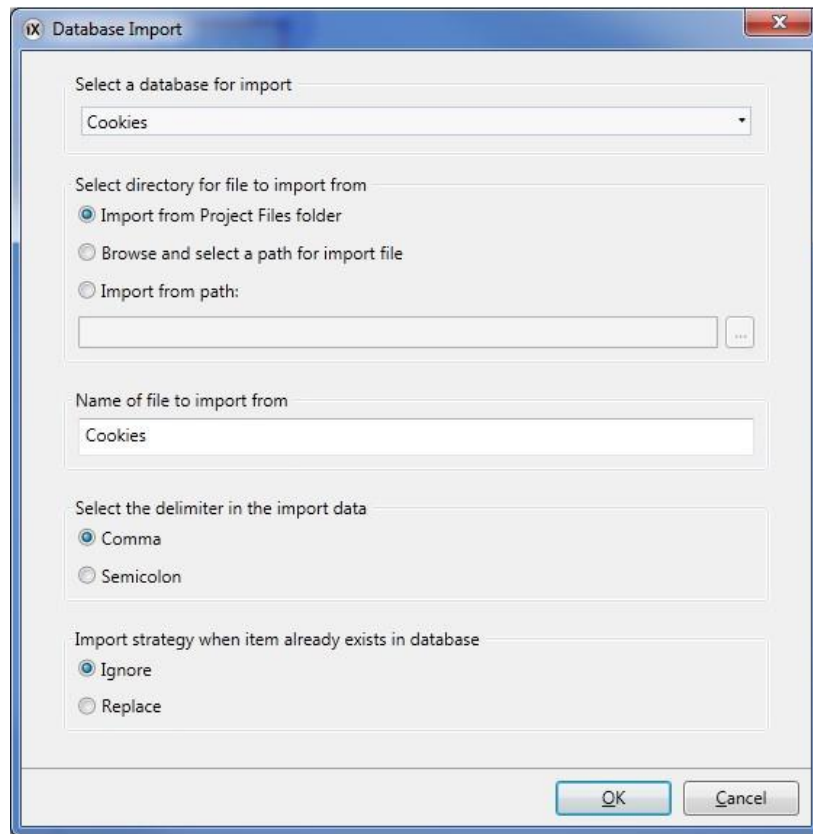 iX Database Import
Select a database for import
Cookies
Select directory for file to import from
Import from Project Files folder
Browse and select a path for import file
Import from path:
...
Name of file to import from
Cookies
Select the delimiter in the import data
Comma
Semicolon
Import strategy when item already exists in database
Ignore
Replace
OK Cancel